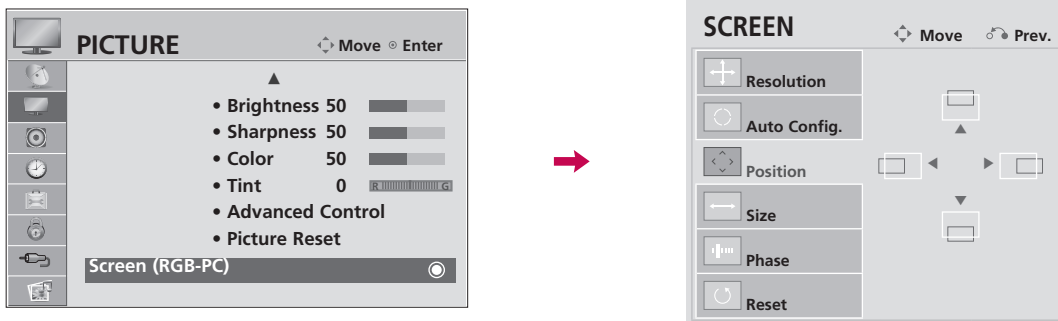 PICTURE
Move Enter
• Brightness 50
• Sharpness 50
• Color 50
• Tint 0 R G
• Advanced Control
• Picture Reset
Screen (RGB-PC)
SCREEN
Move Prev.
Resolution
Auto Config.
Position
Size
Phase
Reset